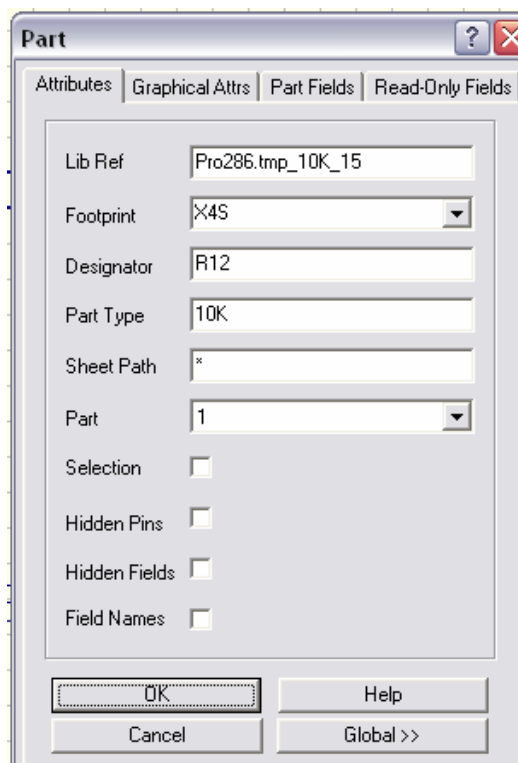 Part
Attributes Graphical Attrs Part Fields Read-Only Fields
Lib Ref Pro286.tmp_10K_15
Footprint X4S
Designator R12
Part Type 10K
Sheet Path *
Part 1
Selection
Hidden Pins
Hidden Fields
Field Names
OK Help
Cancel Global >>